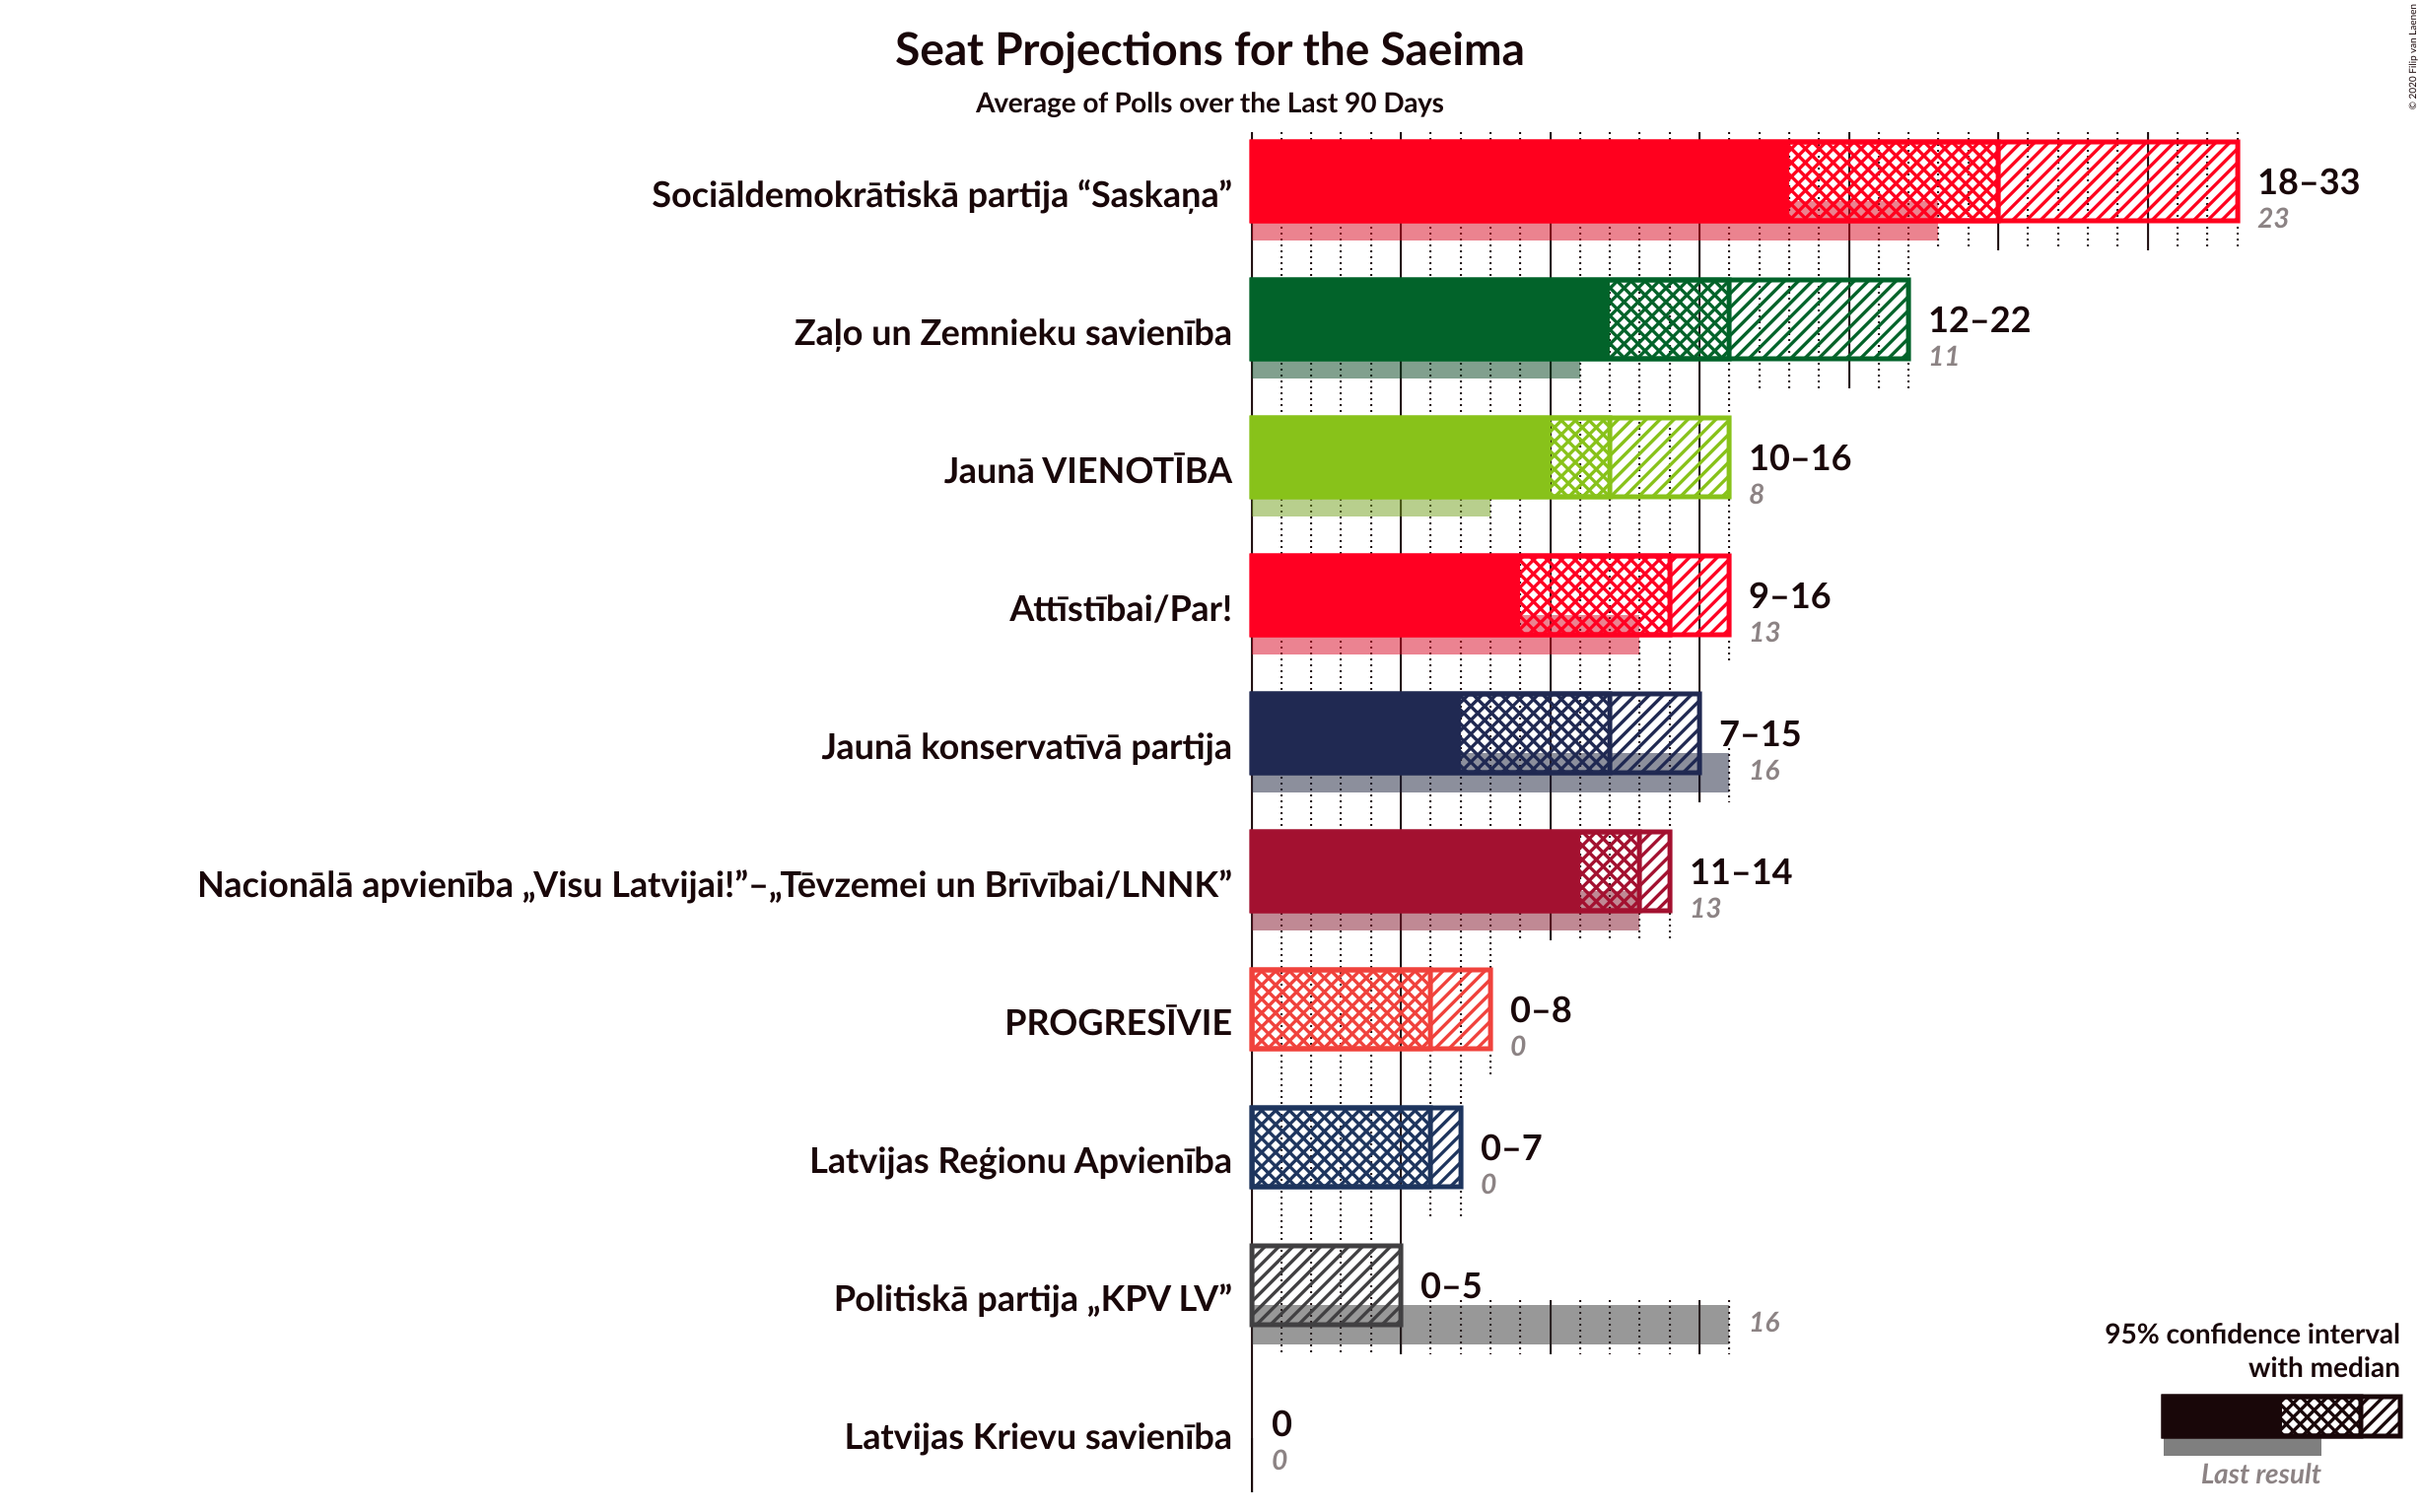 Seat Projections for the Saeima
Average of Polls over the Last 90 Days
© 2020 Filip van Laenen
Sociāldemokrātiskā partija “Saskaņa”
18–33
23
Zaļo un Zemnieku savienība
12–22
11
Jaunā VIENOTĪBA
10–16
8
Attīstībai/Par!
9–16
13
Jaunā konservatīvā partija
7–15
16
Nacionālā apvienība „Visu Latvijai!”–„Tēvzemei un Brīvībai/LNNK”
11–14
13
PROGRESĪVIE
0–8
0
Latvijas Reģionu Apvienība
0–7
0
Politiskā partija „KPV LV”
0–5
16
Latvijas Krievu savienība
0
0
95% confidence interval
with median
Last result